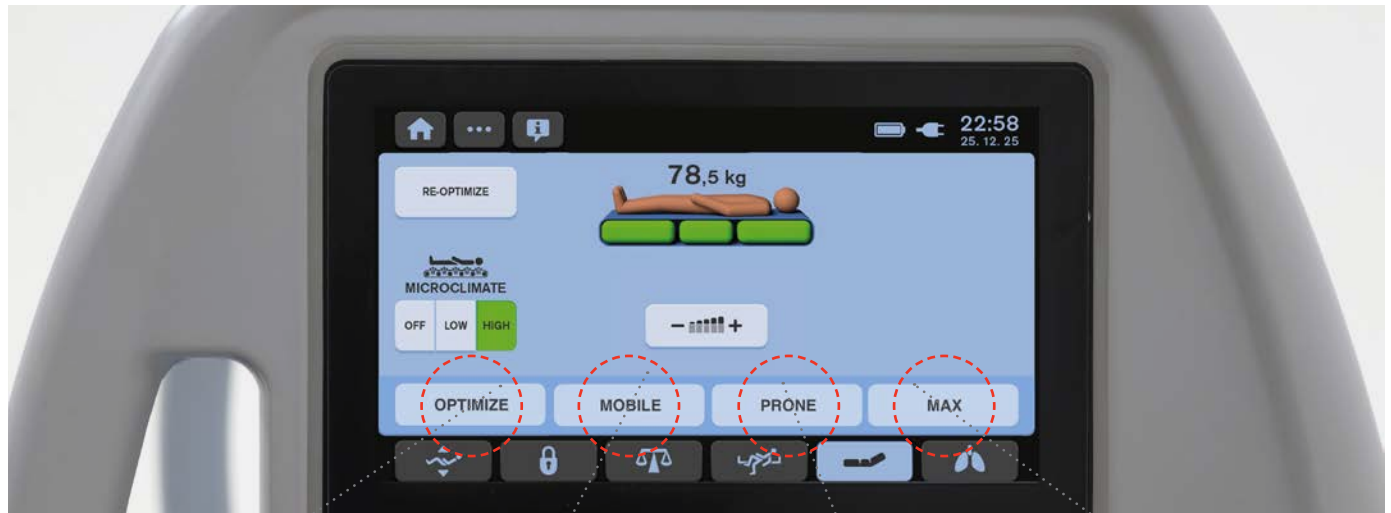 22:58
25. 12. 25
RE-OPTIMIZE
78,5 kg
MICROCLIMATE
OFF LOW HIGH
− +
OPTIMIZE MOBILE PRONE MAX